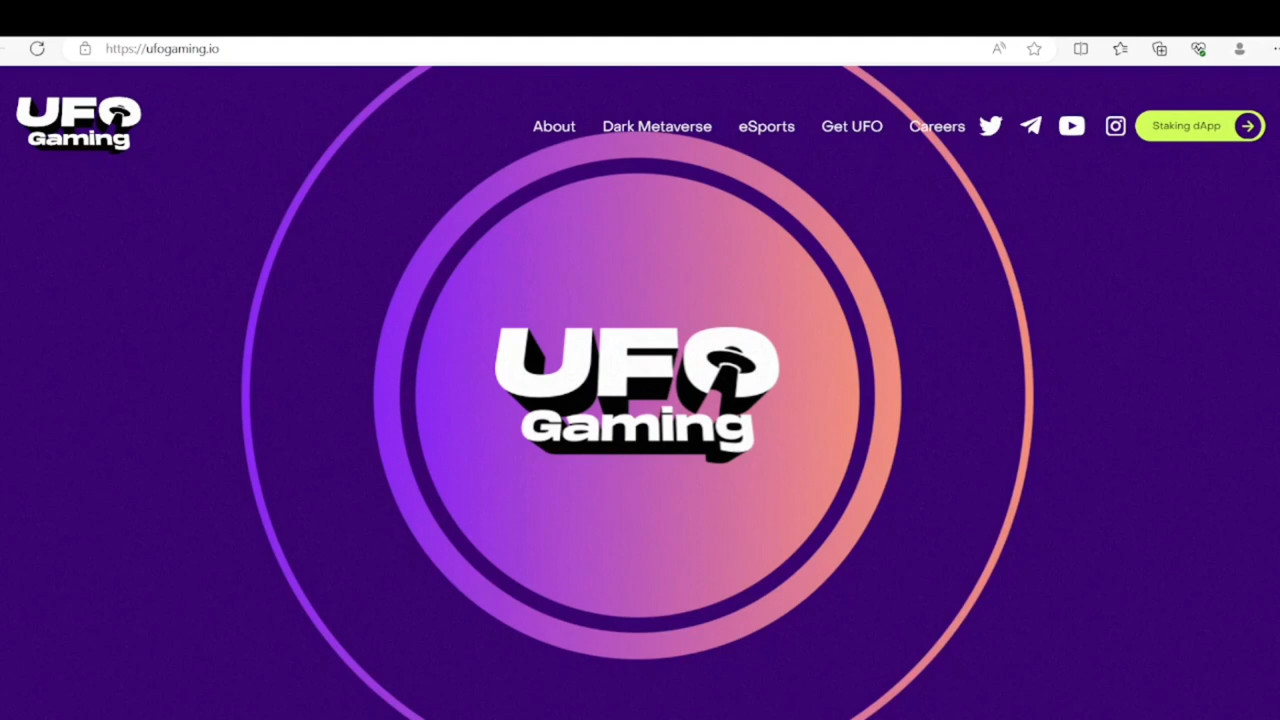 https://ufogaming.io
UFO
Gaming
About Dark Metaverse eSports Get UFO Careers Staking dApp
UFO
Gaming